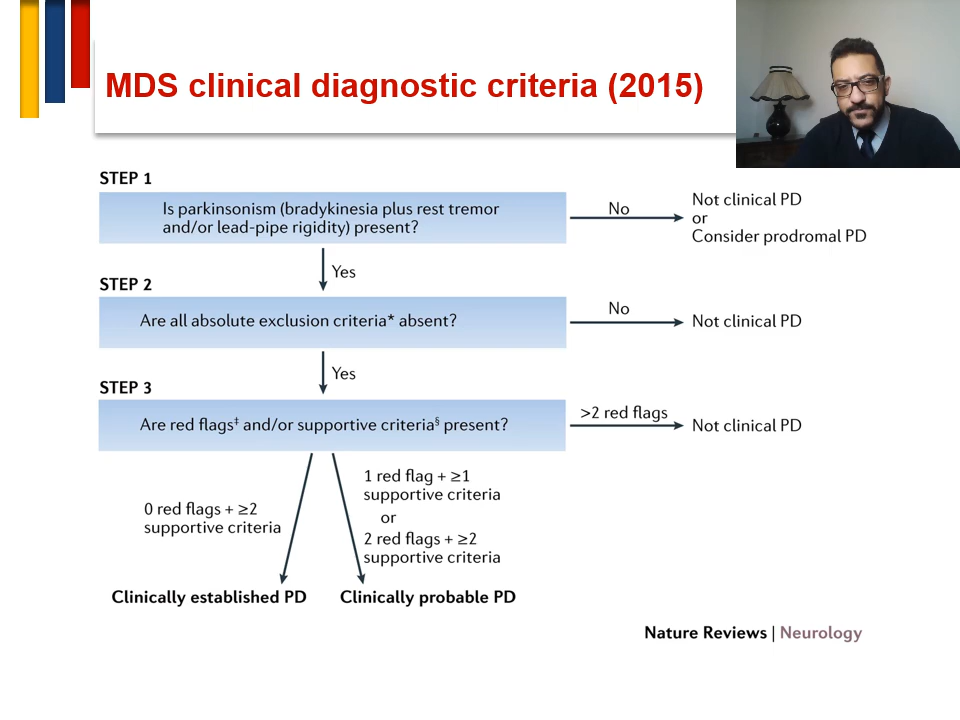 MDS clinical diagnostic criteria (2015)
STEP 1
Is parkinsonism (bradykinesia plus rest tremor
and/or lead-pipe rigidity) present?
No
Not clinical PD
or
Consider prodromal PD
Yes
STEP 2
Are all absolute exclusion criteria* absent?
No
Not clinical PD
Yes
STEP 3
Are red flags‡ and/or supportive criteria§ present?
>2 red flags
Not clinical PD
0 red flags + ≥2
supportive criteria
1 red flag + ≥1
supportive criteria
or
2 red flags + ≥2
supportive criteria
Clinically established PD
Clinically probable PD
Nature Reviews | Neurology